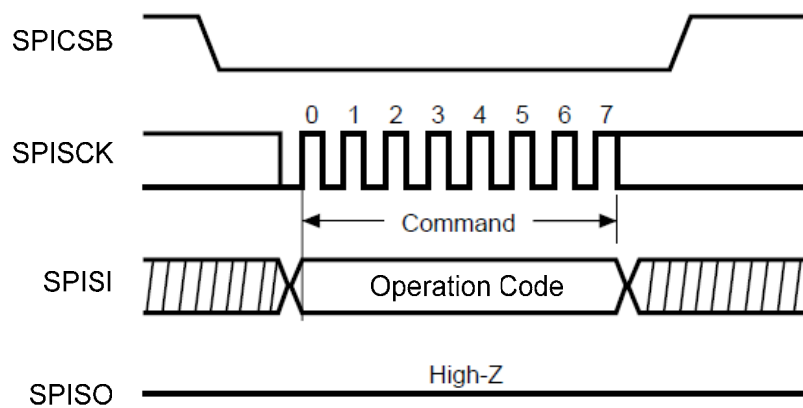 SPICSB
0 1 2 3 4 5 6 7
SPISCK
Command
SPISI
Operation Code
High-Z
SPISO